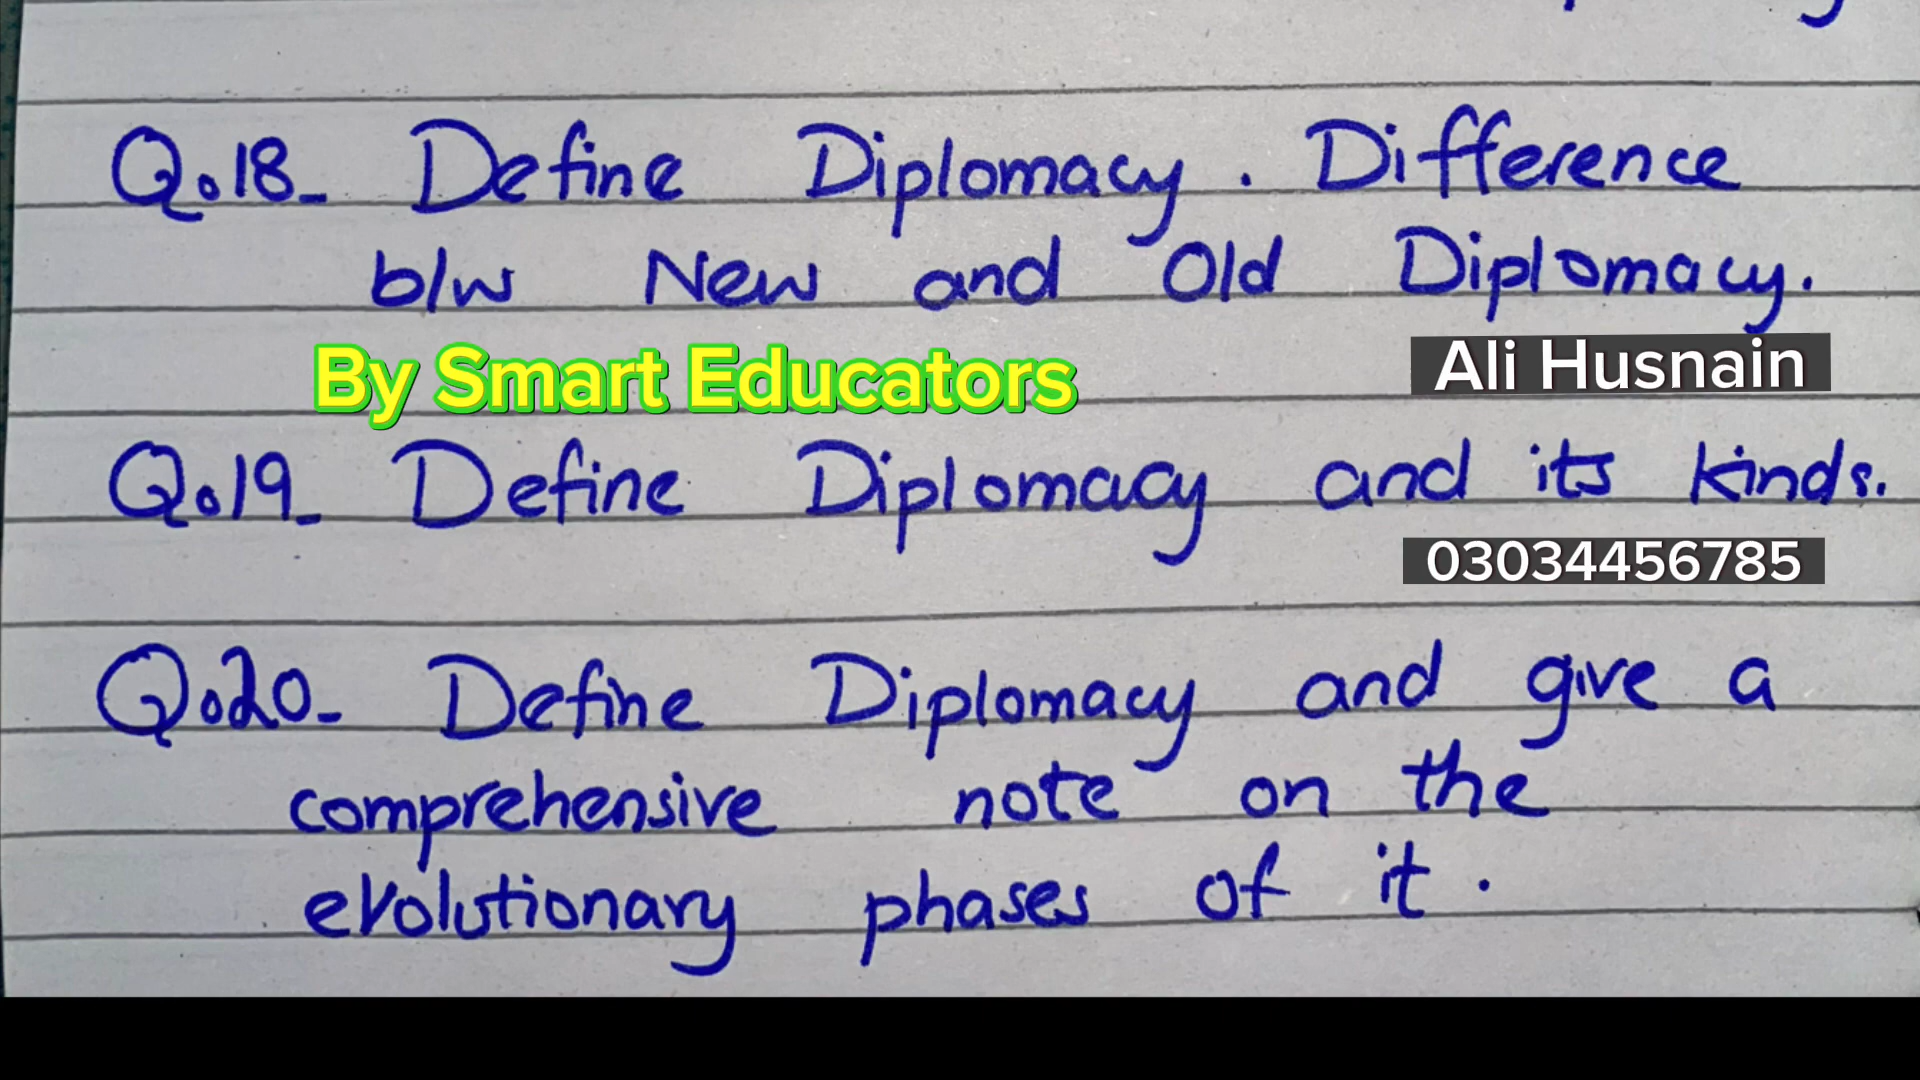 Q.18_ Define Diplomacy. Difference
b/w New and Old Diplomacy.
By Smart Educators
Ali Husnain
Q.19_ Define Diplomacy and its kinds.
03034456785
Q.20_ Define Diplomacy and give a
comprehensive note on the
evolutionary phases of it.